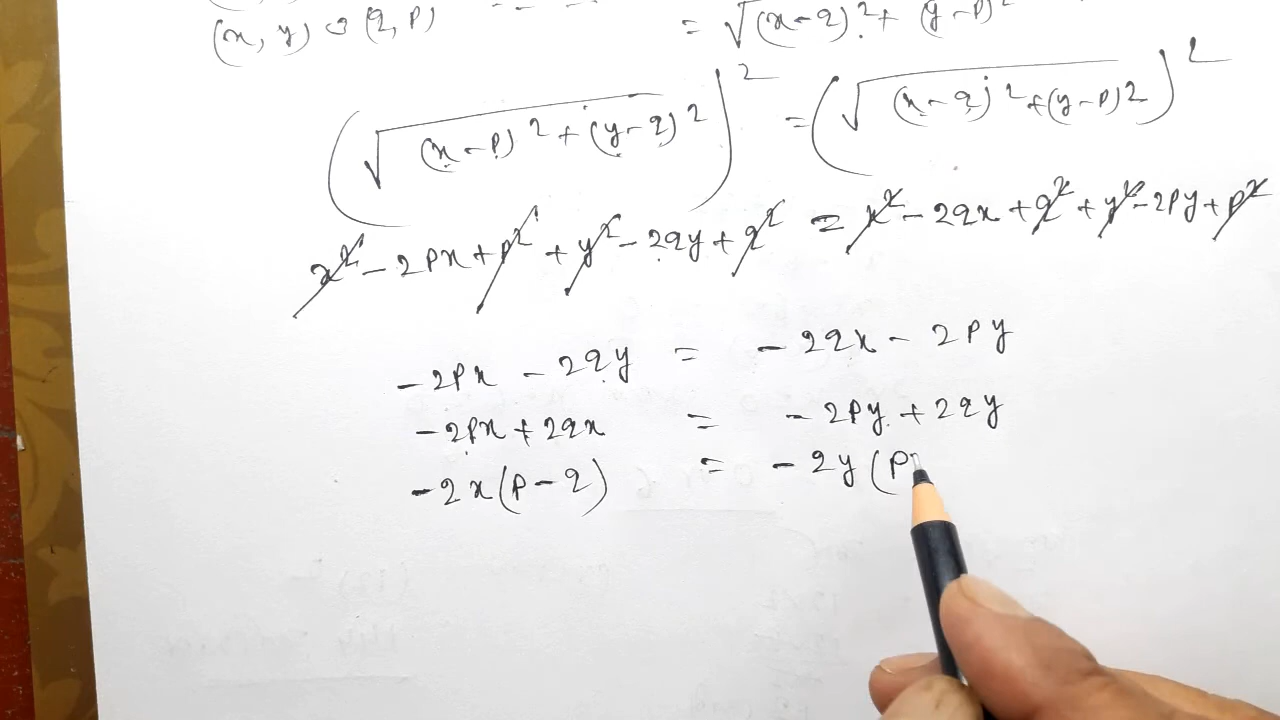 (x, y) ও (q, p) = √(x-q)²+ (y-p)²
(√(x-p)²+(y-q)²)² = (√(x-q)²+(y-p)²)²
x²-2px+p²+y²-2qy+q² = x²-2qx+q²+y²-2py+p²
-2px - 2qy = - 2qx - 2py
-2px+2qx = -2py+2qy
-2x(p-q) = -2y(p